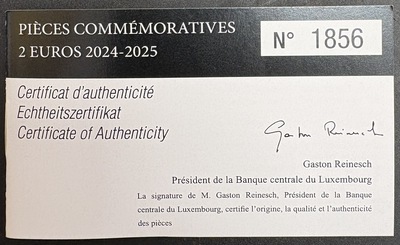 PIÈCES COMMÉMORATIVES
2 EUROS 2024-2025
N° 1856
Certificat d'authenticité
Echtheitszertifikat
Certificate of Authenticity
Gaston Reinesch
Gaston Reinesch
Président de la Banque centrale du Luxembourg
La signature de M. Gaston Reinesch, Président de la Banque
centrale du Luxembourg, certifie l'origine, la qualité et l'authenticité
des pièces